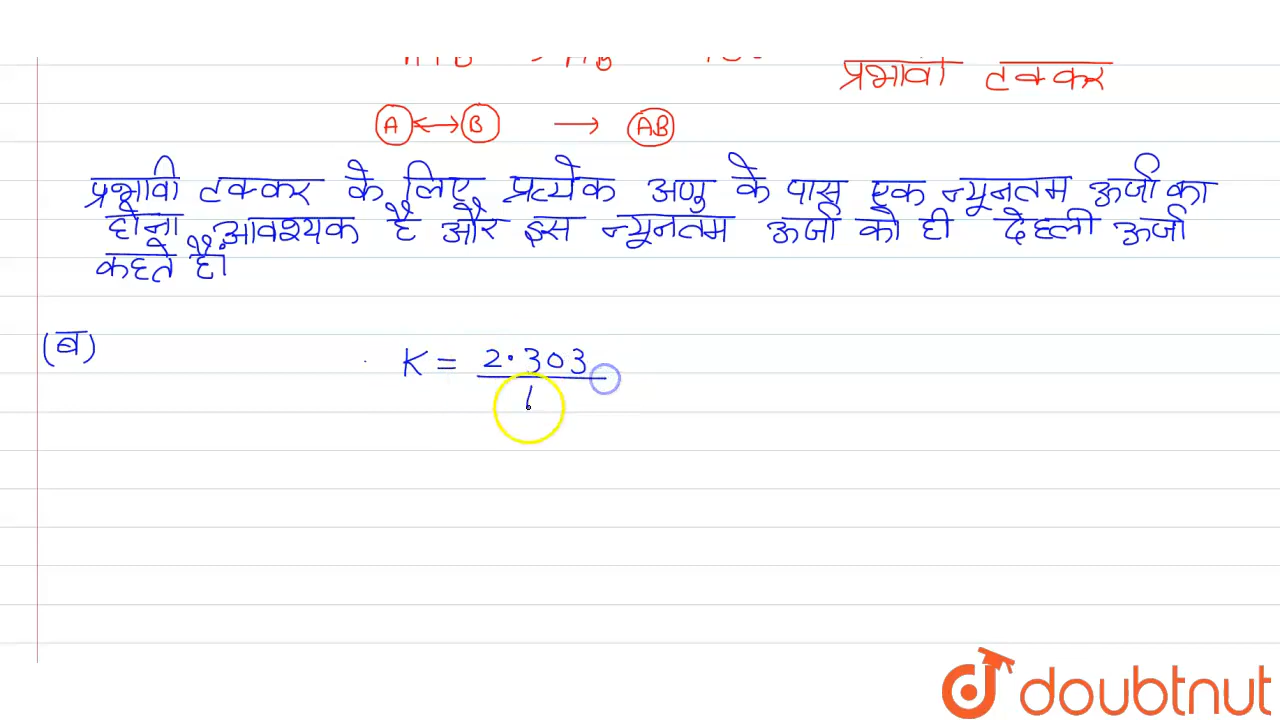 प्रभावी टक्कर
A B → AB
प्रभावी टक्कर के लिए प्रत्येक अणु के पास एक न्यूनतम ऊर्जा का
होना आवश्यक है और इस न्यूनतम ऊर्जा को ही देहली ऊर्जा
कहते हैं।
(ब)
K = 2.303
doubtnut